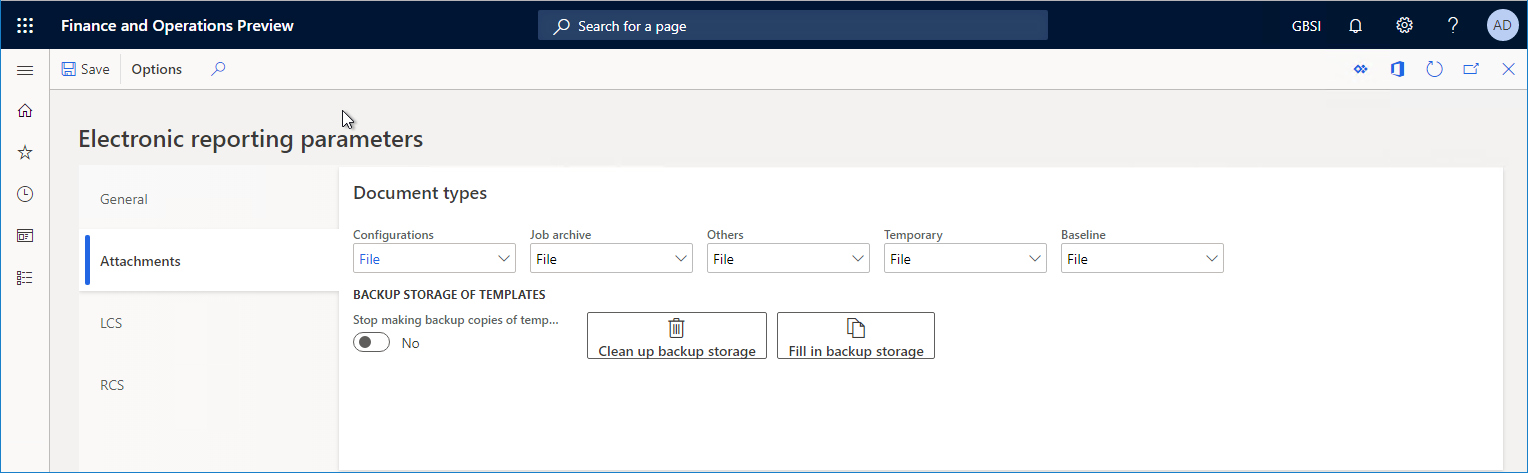 Finance and Operations Preview
Search for a page
GBSI
?
AD
Save
Options
Electronic reporting parameters
General
Attachments
LCS
RCS
Document types
Configurations
Job archive
Others
Temporary
Baseline
File
File
File
File
File
BACKUP STORAGE OF TEMPLATES
Stop making backup copies of temp...
No
Clean up backup storage
Fill in backup storage